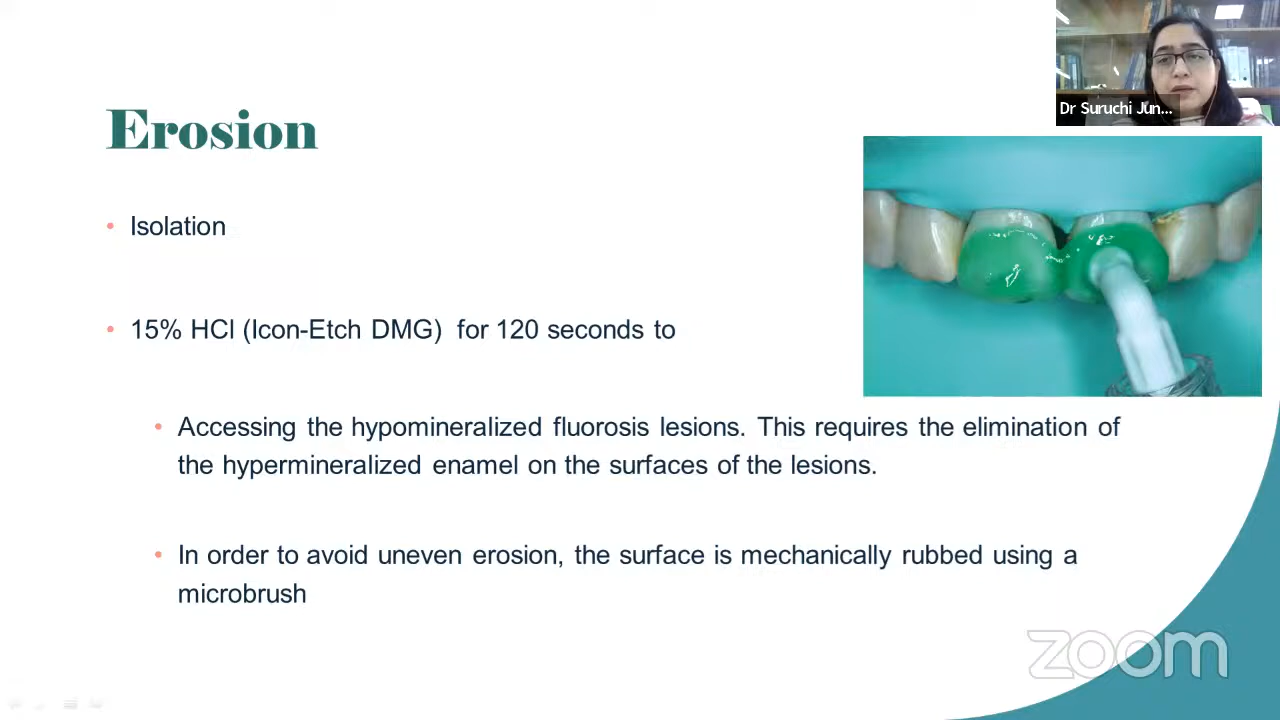 Dr Suruchi Jun...
Erosion
• Isolation
• 15% HCl (Icon-Etch DMG) for 120 seconds to
• Accessing the hypomineralized fluorosis lesions. This requires the elimination of
the hypermineralized enamel on the surfaces of the lesions.
• In order to avoid uneven erosion, the surface is mechanically rubbed using a
microbrush
zoom